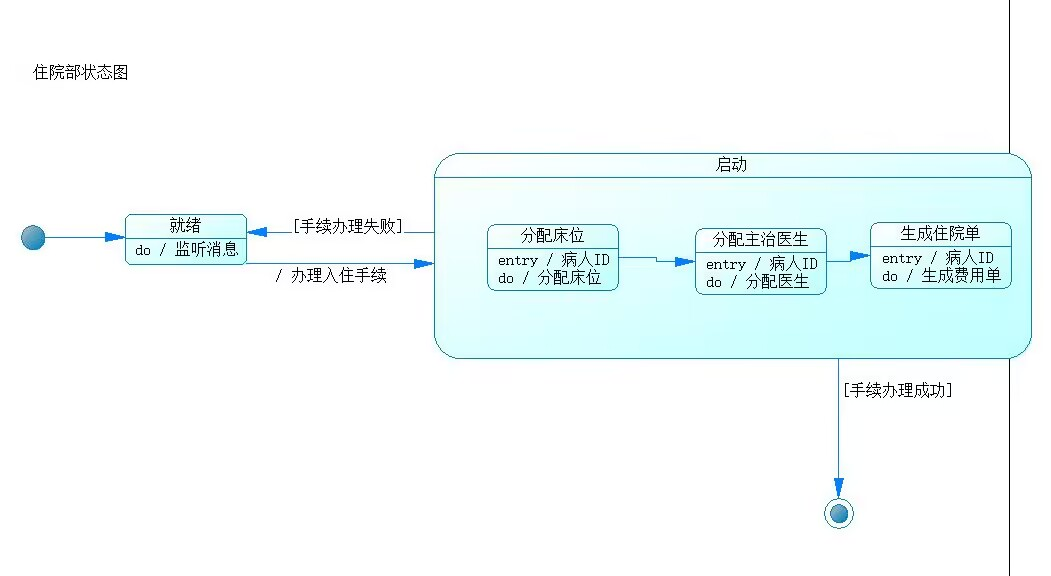 住院部状态图
启动
就绪
do / 监听消息
[手续办理失败]
/ 办理入住手续
分配床位
entry / 病人ID
do / 分配床位
分配主治医生
entry / 病人ID
do / 分配医生
生成住院单
entry / 病人ID
do / 生成费用单
[手续办理成功]